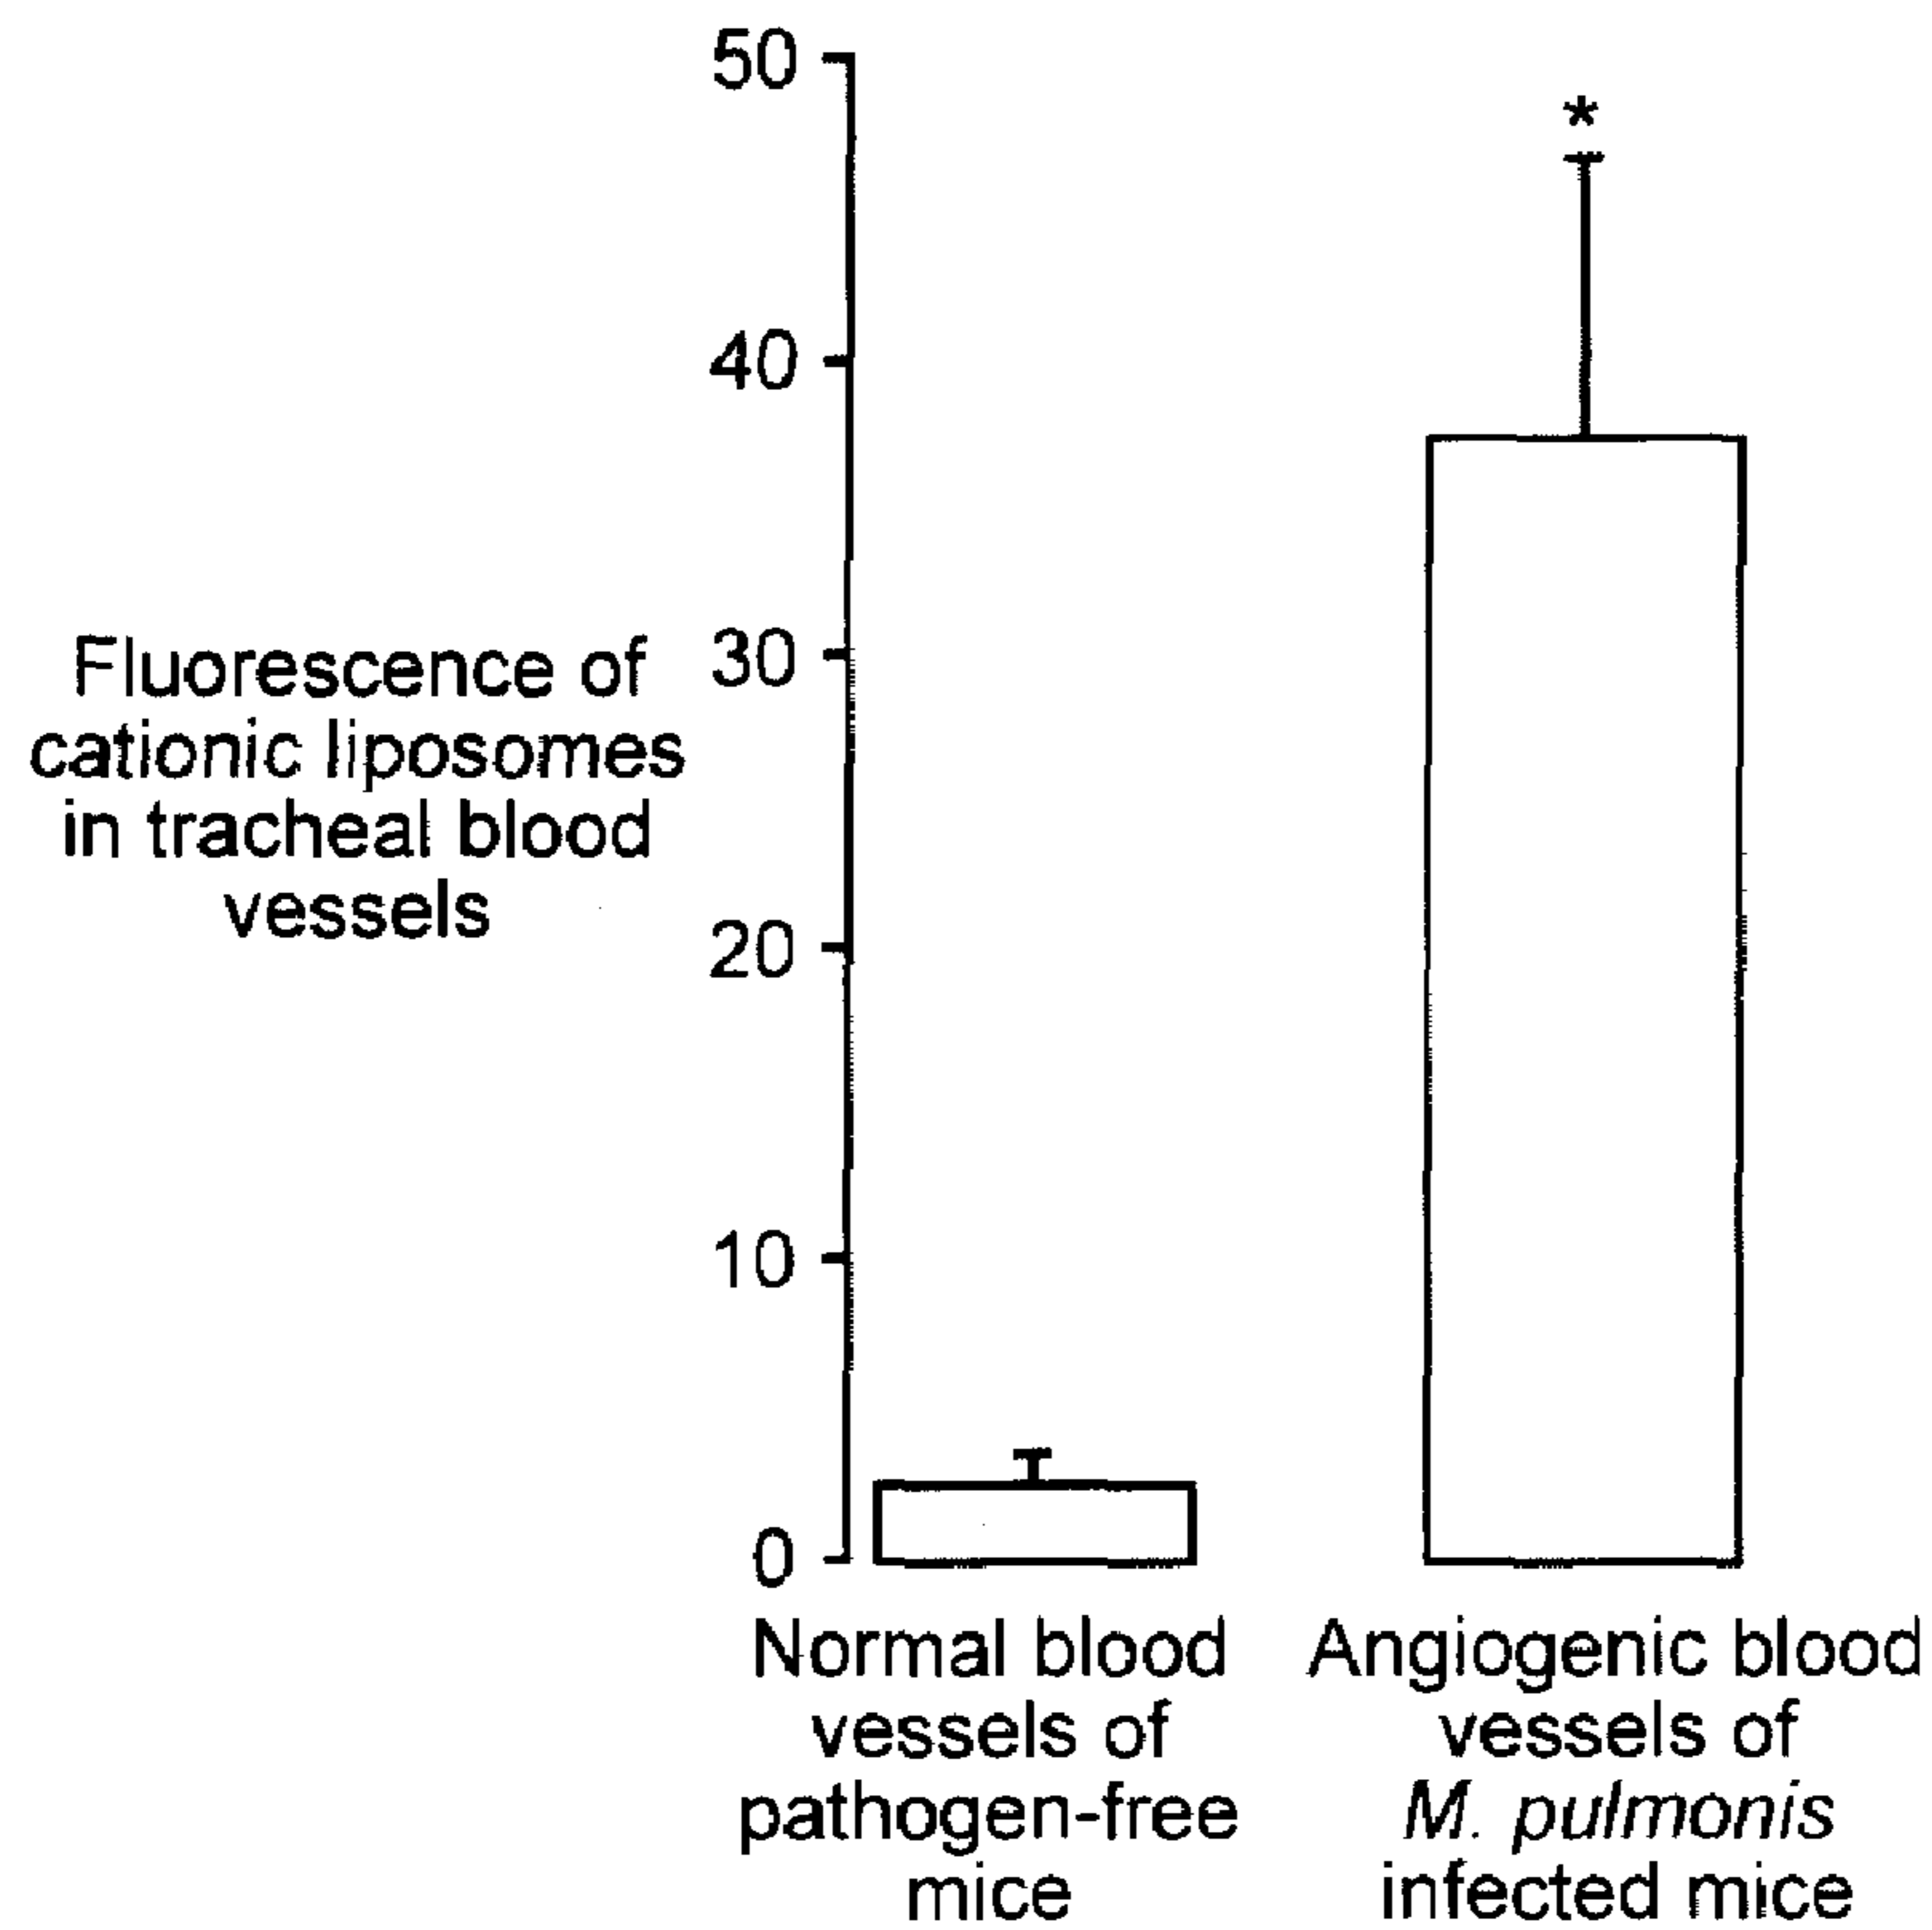 50
*
40
30
20
10
0
Fluorescence of
cationic liposomes
in tracheal blood
vessels
Normal blood
vessels of
pathogen-free
mice
Angiogenic blood
vessels of
M. pulmonis
infected mice